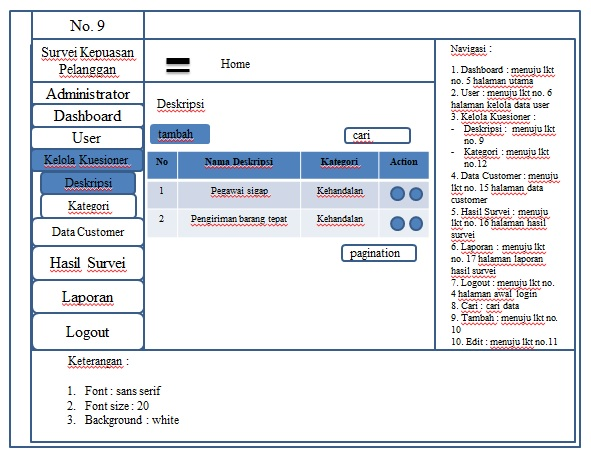 No. 9
Survei Kepuasan
Pelanggan
Administrator
Dashboard
User
Kelola Kuesioner
Deskripsi
Kategori
Data Customer
Hasil Survei
Laporan
Logout
Home
Deskripsi
tambah
cari
No Nama Deskripsi Kategori Action
1 Pegawai sigap Kehandalan
2 Pengiriman barang tepat Kehandalan
pagination
Navigasi :
1. Dashboard : menuju lkt
no. 5 halaman utama
2. User : menuju lkt no. 6
halaman kelola data user
3. Kelola Kuesioner :
- Deskripsi : menuju lkt
no. 9
- Kategori : menuju lkt
no.12
4. Data Customer : menuju
lkt no. 15 halaman data
customer
5. Hasil Survei : menuju
lkt no. 16 halaman hasil
survei
6. Laporan : menuju lkt
no. 17 halaman laporan
hasil survei
7. Logout : menuju lkt no.
4 halaman awal login
8. Cari : cari data
9. Tambah : menuju lkt no.
10
10. Edit : menuju lkt no.11
Keterangan :
1. Font : sans serif
2. Font size : 20
3. Background : white